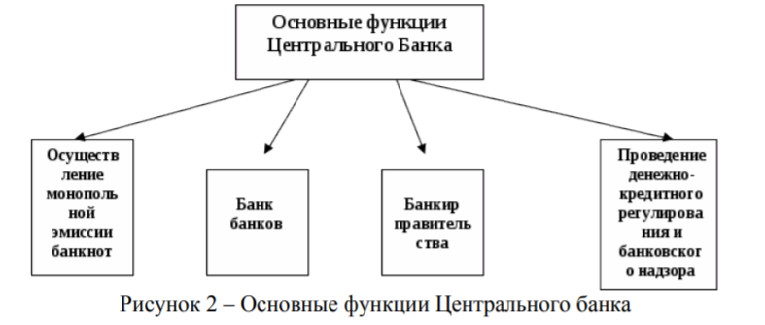 Основные функции
Центрального Банка
Осуществ
ление
монополь
ной
эмиссии
банкнот
Банк
банков
Банкир
правитель
ства
Проведение
денежно-
кредитного
регулирова
ния и
банковског
о надзора
Рисунок 2 – Основные функции Центрального банка